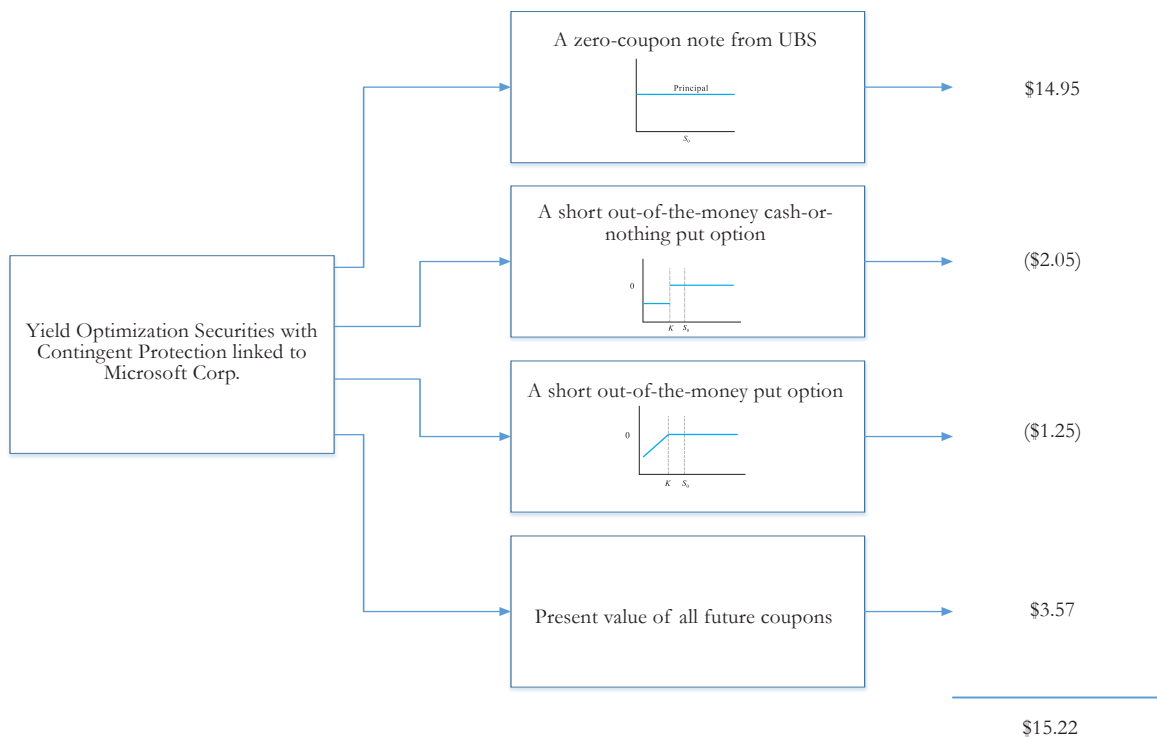 A zero-coupon note from UBS
Principal
S₀
$14.95
A short out-of-the-money cash-or-
nothing put option
0
K S₀
($2.05)
Yield Optimization Securities with
Contingent Protection linked to
Microsoft Corp.
A short out-of-the-money put option
0
K S₀
($1.25)
Present value of all future coupons
$3.57
$15.22